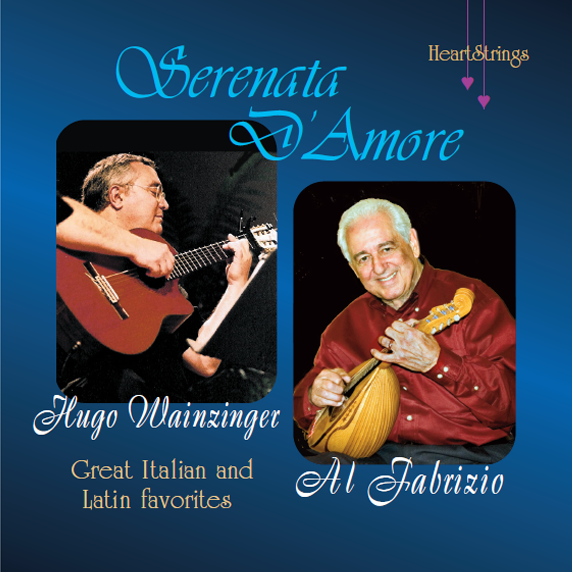 HeartStrings
Serenata
D'Amore
Hugo Wainzinger
Al Fabrizio
Great Italian and
Latin favorites